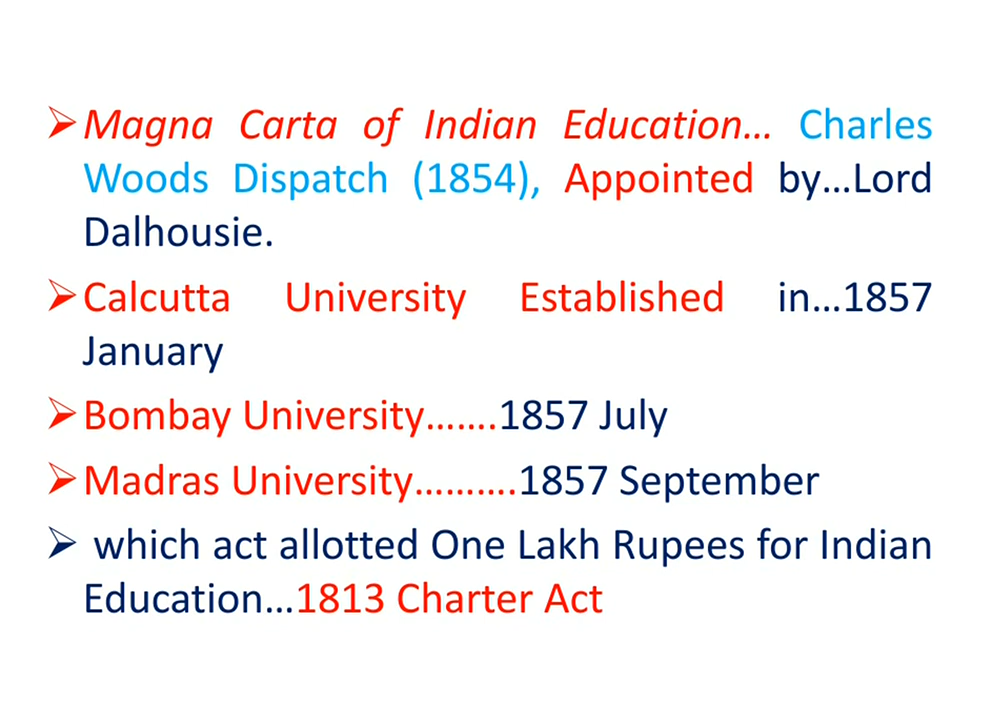 ➢Magna Carta of Indian Education… Charles
Woods Dispatch (1854), Appointed by…Lord
Dalhousie.
➢Calcutta University Established in…1857
January
➢Bombay University…….1857 July
➢Madras University……….1857 September
➢ which act allotted One Lakh Rupees for Indian
Education…1813 Charter Act